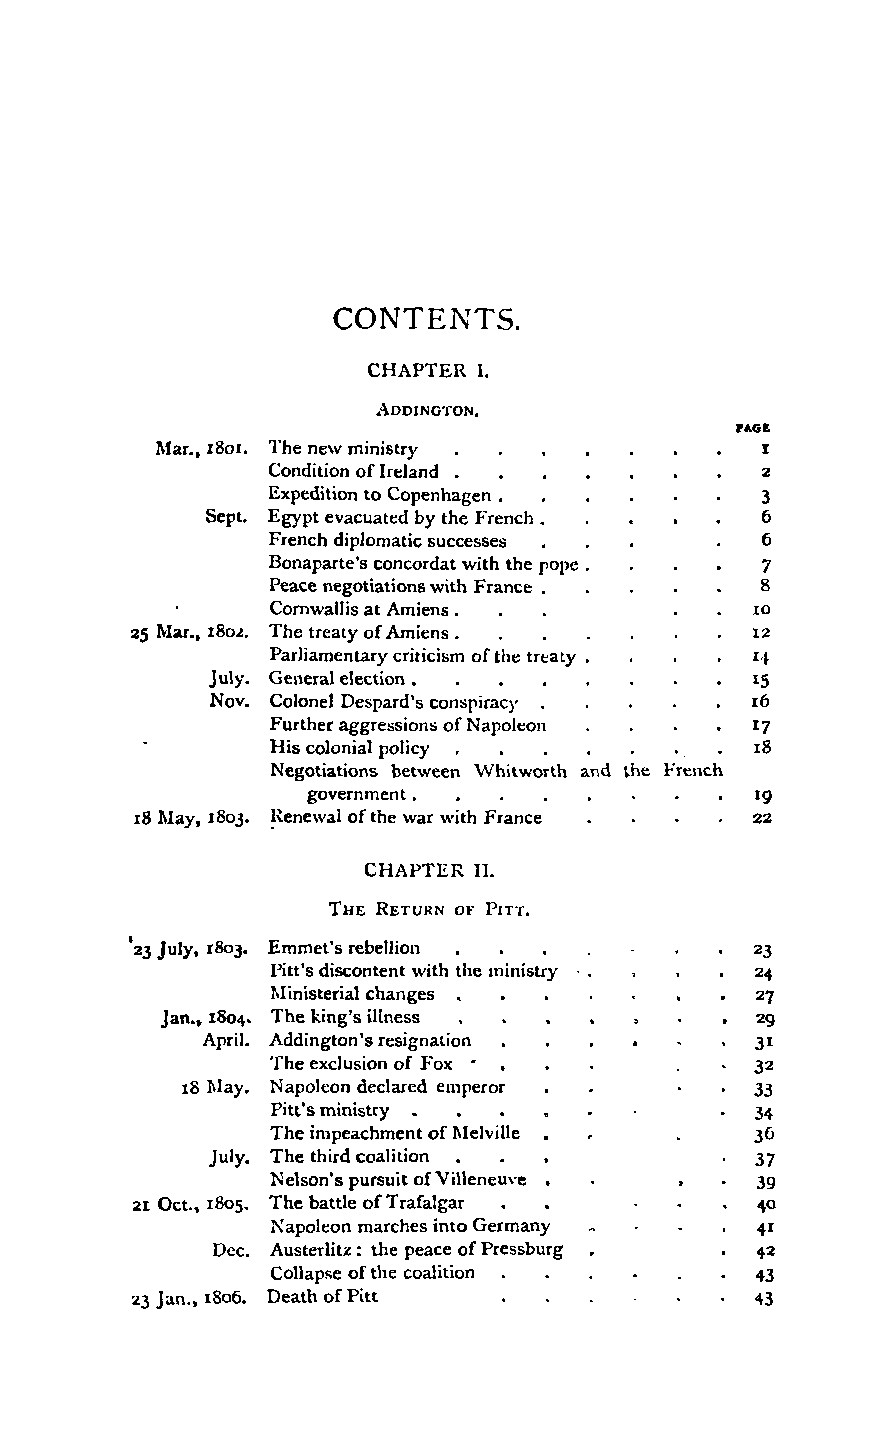 CONTENTS.
CHAPTER I.
ADDINGTON.
PAGE
Mar., 1801. The new ministry . . . . . . . 1
Condition of Ireland . . . . . . . 2
Expedition to Copenhagen . . . . . . 3
Sept. Egypt evacuated by the French . . . . . 6
French diplomatic successes . . . . 6
Bonaparte's concordat with the pope . . . . 7
Peace negotiations with France . . . . . 8
Cornwallis at Amiens . . . . . 10
25 Mar., 1802. The treaty of Amiens . . . . . . . 12
Parliamentary criticism of the treaty . . . . 14
July. General election . . . . . . . . 15
Nov. Colonel Despard's conspiracy . . . . . 16
Further aggressions of Napoleon . . . . 17
His colonial policy . . . . . . . 18
Negotiations between Whitworth and the French
government . . . . . . . . 19
18 May, 1803. Renewal of the war with France . . . . 22
CHAPTER II.
THE RETURN OF PITT.
23 July, 1803. Emmet's rebellion . . . . . . . 23
Pitt's discontent with the ministry . . . . 24
Ministerial changes . . . . . . . 27
Jan., 1804. The king's illness . . . . . . . 29
April. Addington's resignation . . . . . . 31
The exclusion of Fox . . . . . 32
18 May. Napoleon declared emperor . . . . 33
Pitt's ministry . . . . . . . 34
The impeachment of Melville . . . 36
July. The third coalition . . . . 37
Nelson's pursuit of Villeneuve . . . . 39
21 Oct., 1805. The battle of Trafalgar . . . . . 40
Napoleon marches into Germany . . . . 41
Dec. Austerlitz : the peace of Pressburg . . 42
Collapse of the coalition . . . . . . 43
23 Jan., 1806. Death of Pitt . . . . . . 43